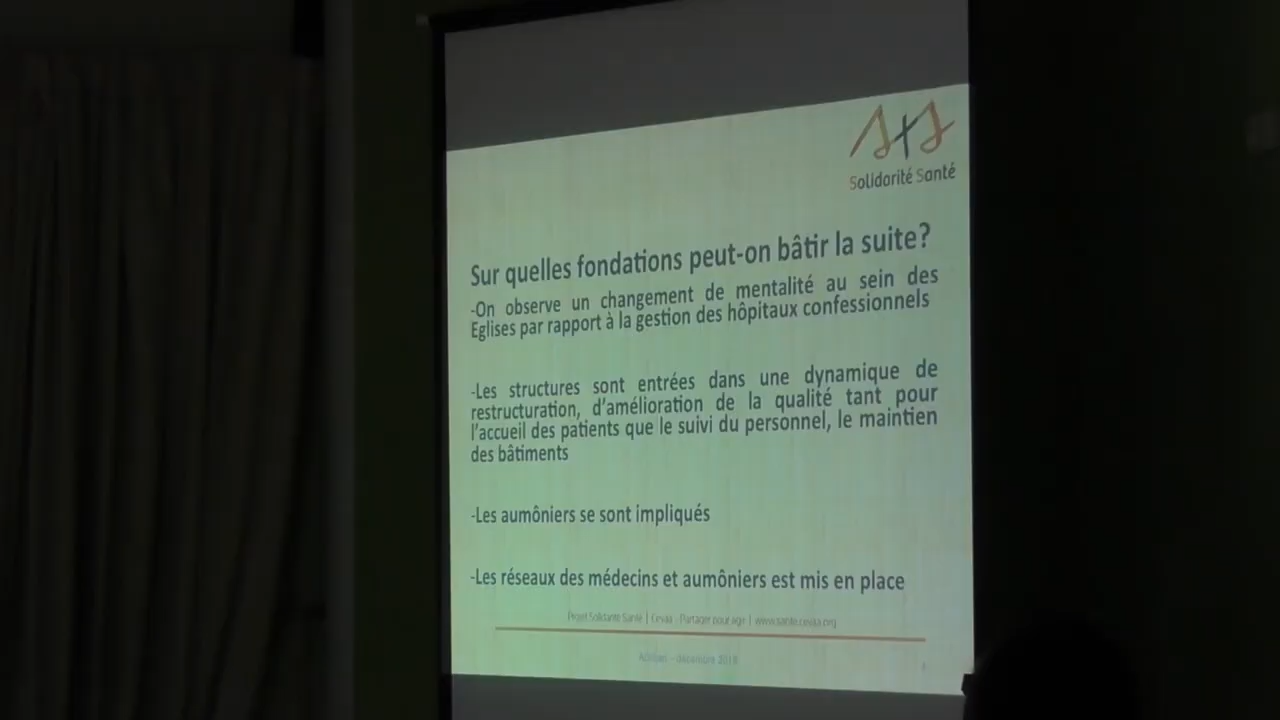 Solidarité Santé
Sur quelles fondations peut-on bâtir la suite?
-On observe un changement de mentalité au sein des
Eglises par rapport à la gestion des hôpitaux confessionnels
-Les structures sont entrées dans une dynamique de
restructuration, d’amélioration de la qualité tant pour
l’accueil des patients que le suivi du personnel, le maintien
des bâtiments
-Les aumôniers se sont impliqués
-Les réseaux des médecins et aumôniers est mis en place
Projet Solidarité Santé | Cevaa - Partager pour agir | www.sante.cevaa.org
- décembre 2018